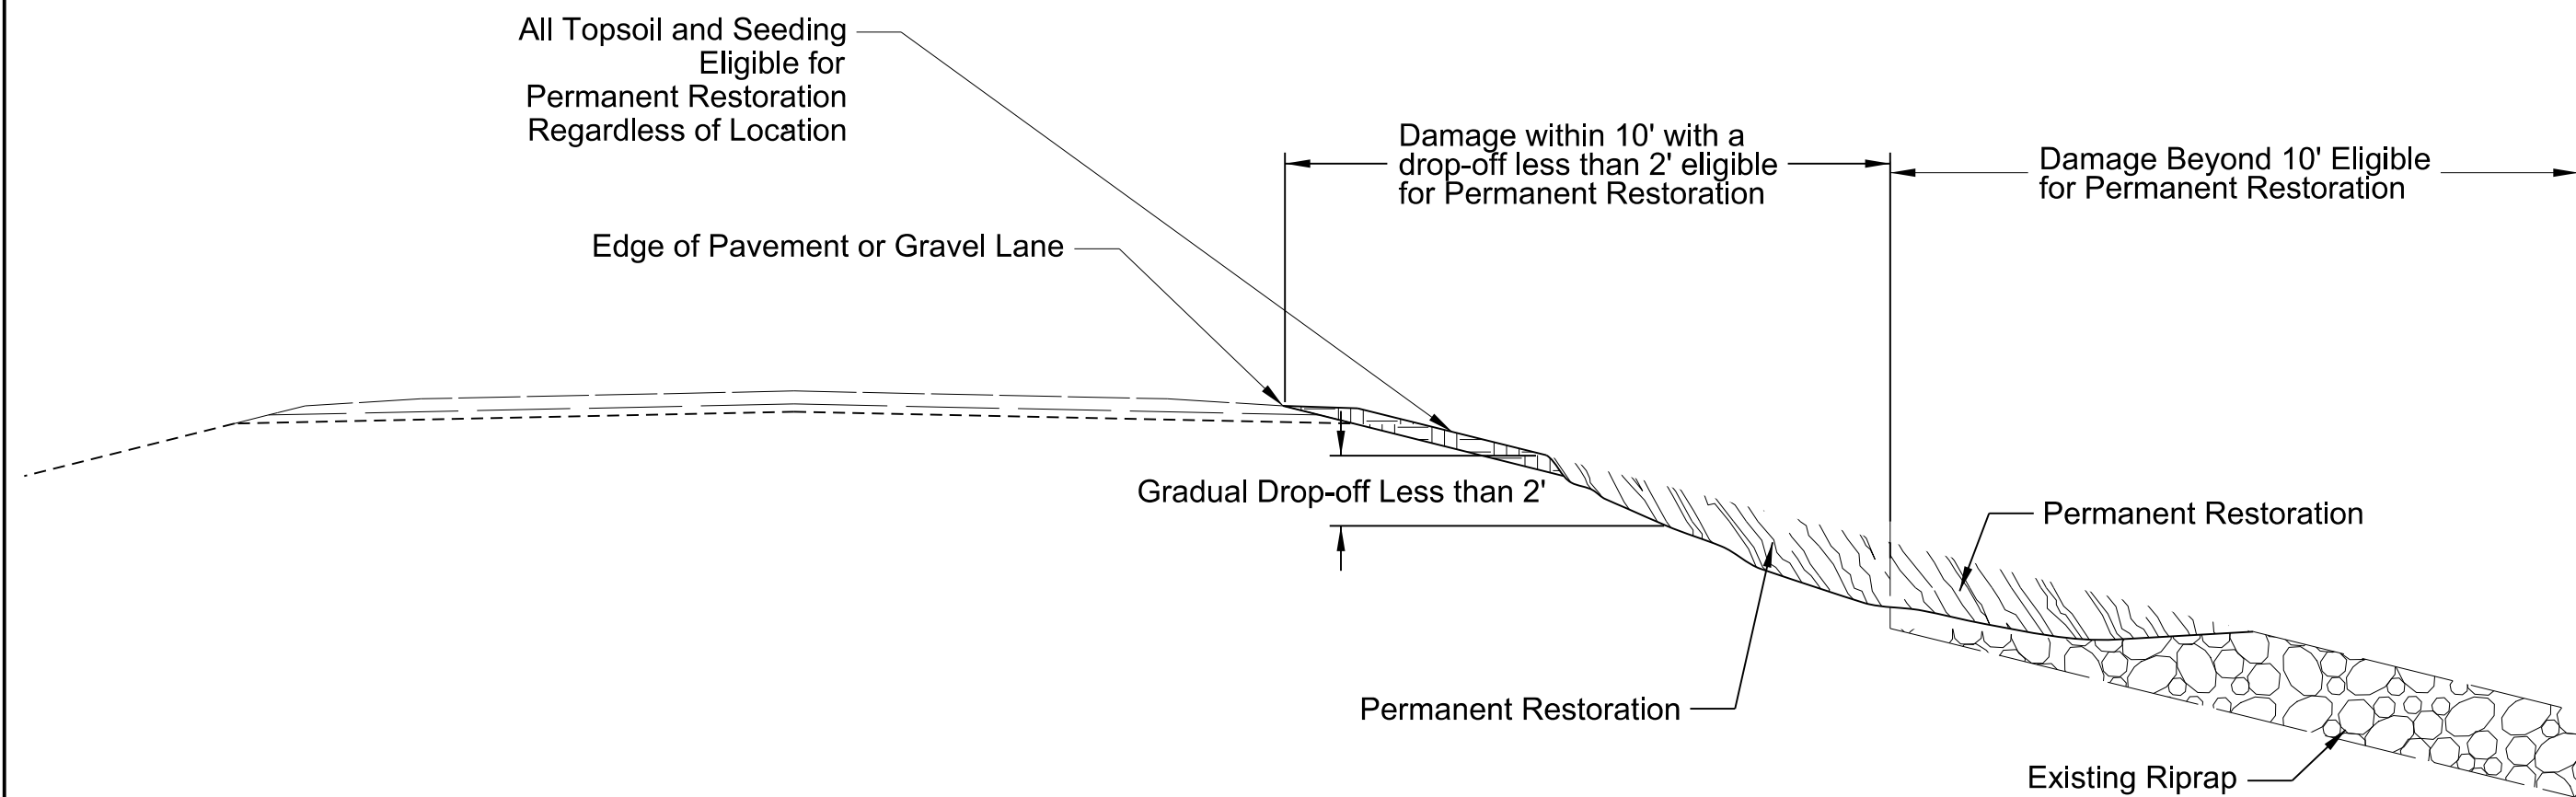 All Topsoil and Seeding
Eligible for
Permanent Restoration
Regardless of Location
Damage within 10' with a
drop-off less than 2' eligible
for Permanent Restoration
Damage Beyond 10' Eligible
for Permanent Restoration
Edge of Pavement or Gravel Lane
Gradual Drop-off Less than 2'
Permanent Restoration
Permanent Restoration
Existing Riprap